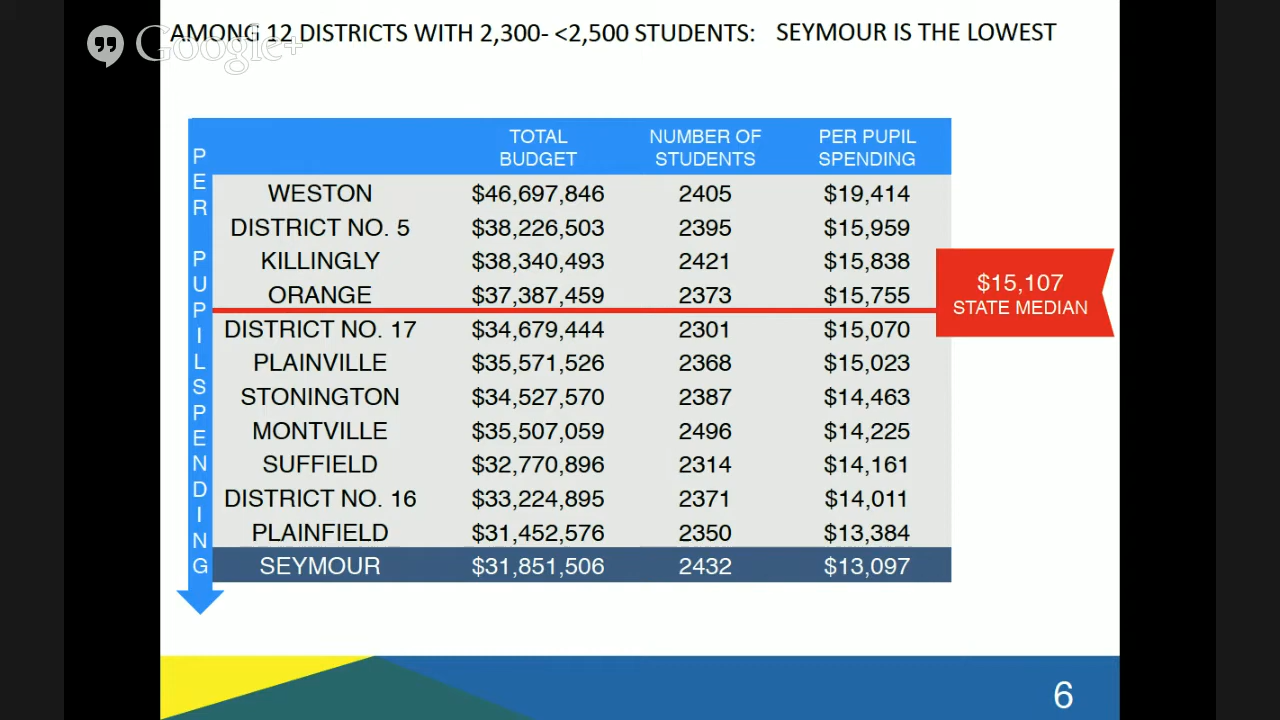 Google+
AMONG 12 DISTRICTS WITH 2,300- <2,500 STUDENTS: SEYMOUR IS THE LOWEST
PER PUPIL SPENDING
TOTAL BUDGET NUMBER OF STUDENTS PER PUPIL SPENDING
WESTON $46,697,846 2405 $19,414
DISTRICT NO. 5 $38,226,503 2395 $15,959
KILLINGLY $38,340,493 2421 $15,838
ORANGE $37,387,459 2373 $15,755
$15,107
STATE MEDIAN
DISTRICT NO. 17 $34,679,444 2301 $15,070
PLAINVILLE $35,571,526 2368 $15,023
STONINGTON $34,527,570 2387 $14,463
MONTVILLE $35,507,059 2496 $14,225
SUFFIELD $32,770,896 2314 $14,161
DISTRICT NO. 16 $33,224,895 2371 $14,011
PLAINFIELD $31,452,576 2350 $13,384
SEYMOUR $31,851,506 2432 $13,097
6